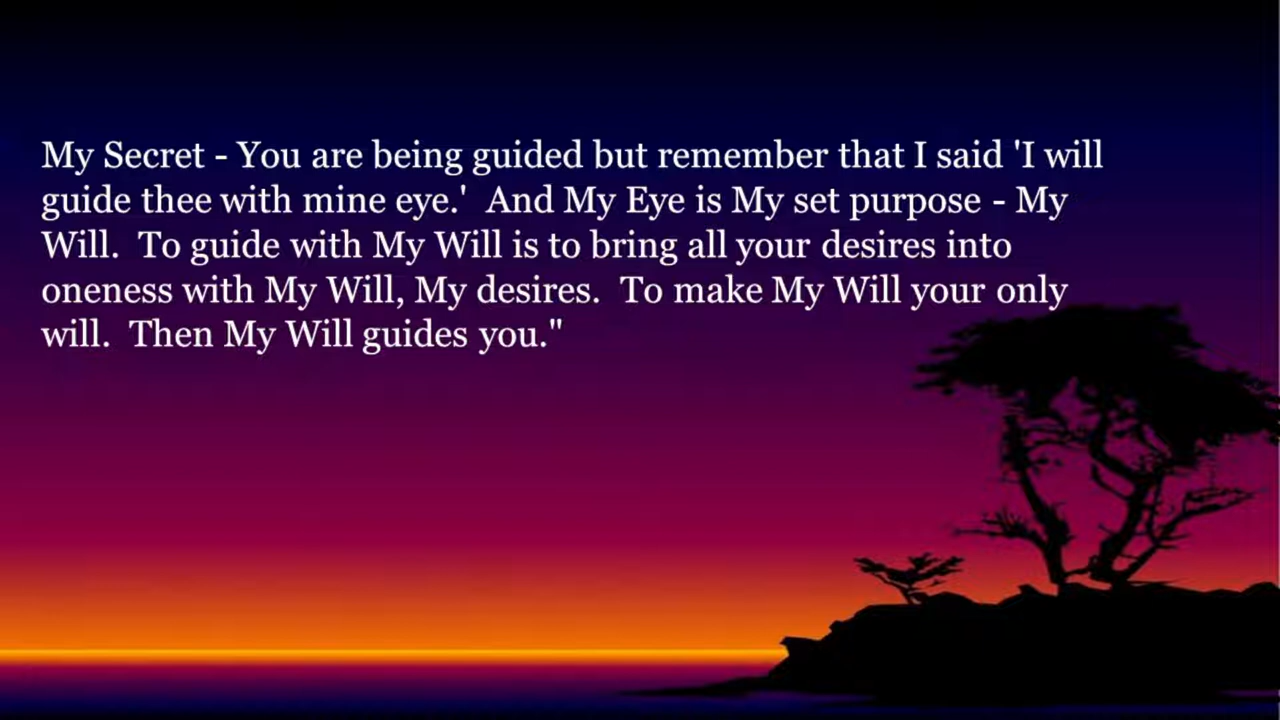 My Secret - You are being guided but remember that I said 'I will
guide thee with mine eye.'  And My Eye is My set purpose - My
Will.  To guide with My Will is to bring all your desires into
oneness with My Will, My desires.  To make My Will your only
will.  Then My Will guides you."